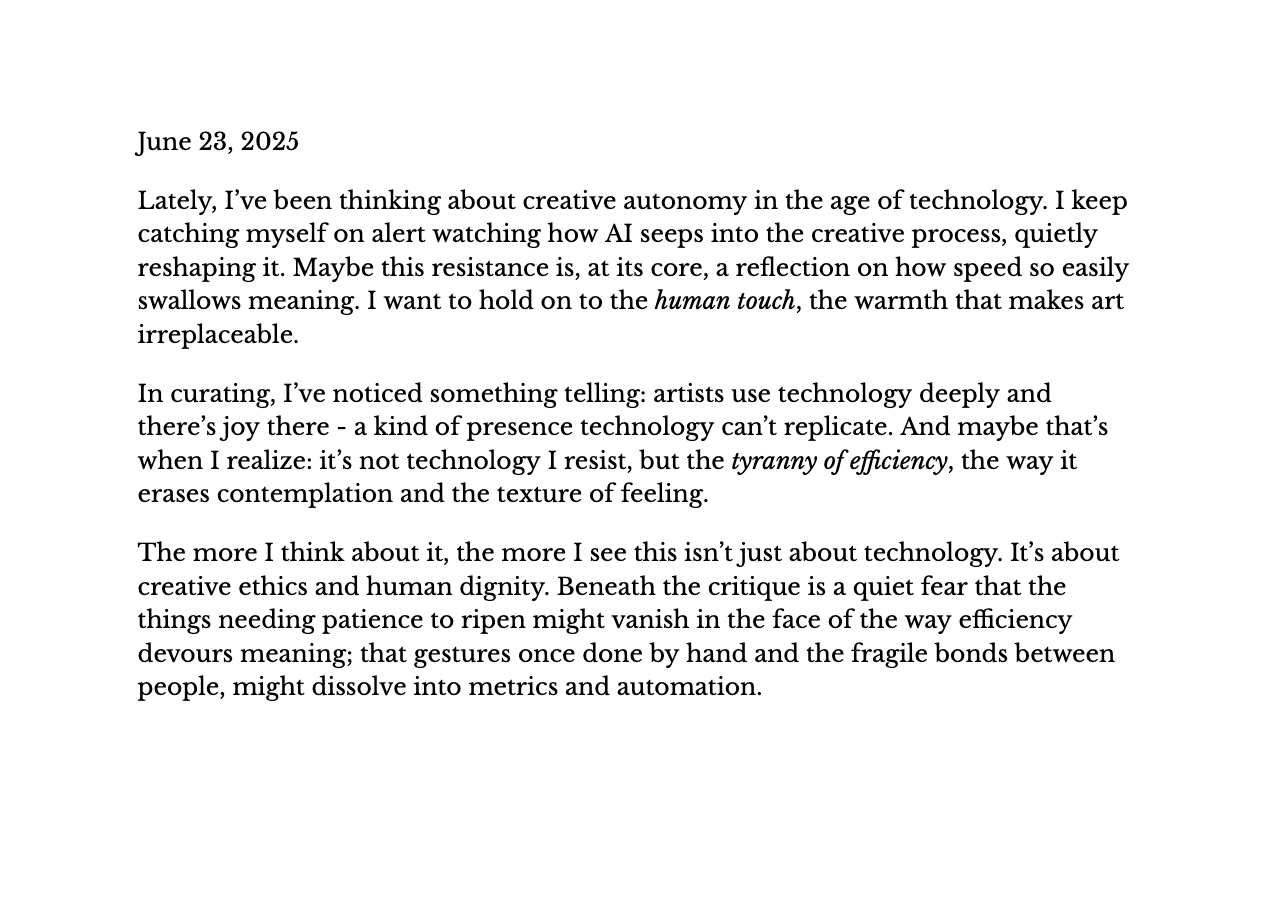 June 23, 2025
Lately, I’ve been thinking about creative autonomy in the age of technology. I keep
catching myself on alert watching how AI seeps into the creative process, quietly
reshaping it. Maybe this resistance is, at its core, a reflection on how speed so easily
swallows meaning. I want to hold on to the human touch, the warmth that makes art
irreplaceable.
In curating, I’ve noticed something telling: artists use technology deeply and
there’s joy there - a kind of presence technology can’t replicate. And maybe that’s
when I realize: it’s not technology I resist, but the tyranny of efficiency, the way it
erases contemplation and the texture of feeling.
The more I think about it, the more I see this isn’t just about technology. It’s about
creative ethics and human dignity. Beneath the critique is a quiet fear that the
things needing patience to ripen might vanish in the face of the way efficiency
devours meaning; that gestures once done by hand and the fragile bonds between
people, might dissolve into metrics and automation.